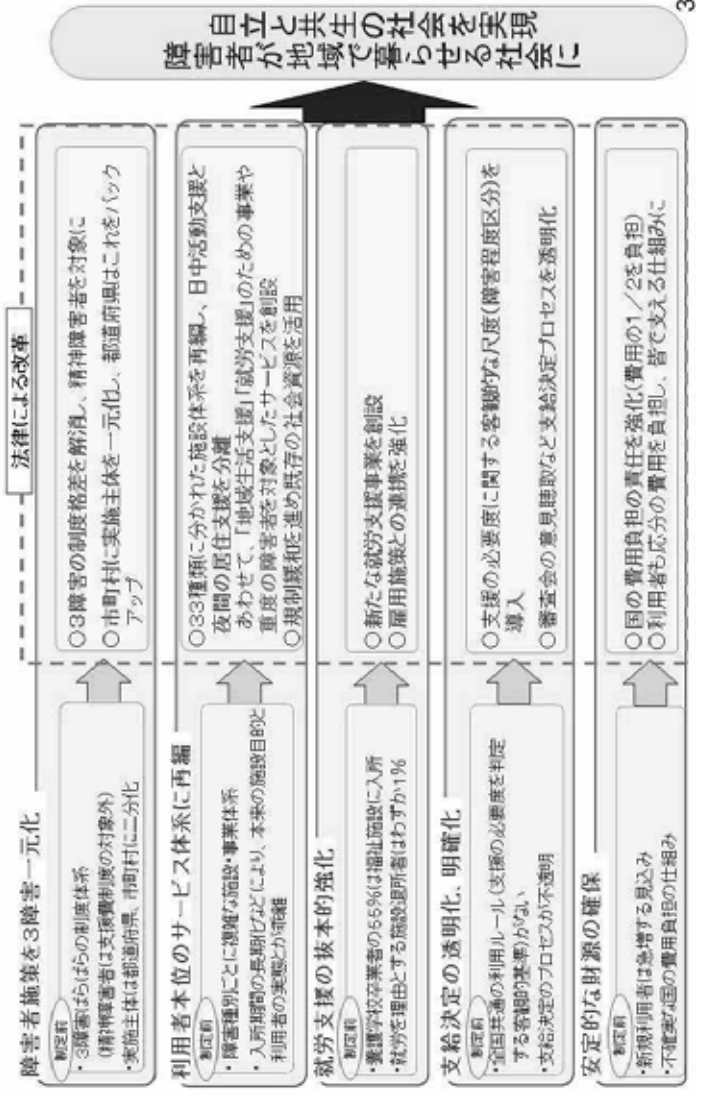 障害者施策を3障害一元化
制定前
・3障害ばらばらの制度体系
(精神障害者は支援費制度の対象外)
・実施主体は都道府県、市町村に二分化
法律による改革
○3障害の制度格差を解消し、精神障害者を対象に
○市町村に実施主体を一元化し、都道府県はこれをバック
アップ
利用者本位のサービス体系に再編
制定前
・障害種別ごとに複雑な施設・事業体系
・入所期間の長期化などにより、本来の施設目的と
利用者の実態とが乖離
○33種類に分かれた施設体系を再編し、日中活動支援と
夜間の居住支援を分離
あわせて、「地域生活支援」「就労支援」のための事業や
重度の障害者を対象としたサービスを創設
○規制緩和を進め既存の社会資源を活用
就労支援の抜本的強化
制定前
・養護学校卒業者の55%は福祉施設に入所
・就労を理由とする施設退所者はわずか1%
○新たな就労支援事業を創設
○雇用施策との連携を強化
支給決定の透明化、明確化
制定前
・全国共通の利用ルール(支援の必要度を判定
する客観的基準)がない
・支給決定のプロセスが不透明
○支援の必要度に関する客観的な尺度(障害程度区分)を
導入
○審査会の意見聴取など支給決定プロセスを透明化
安定的な財源の確保
制定前
・新規利用者は急増する見込み
・不確実な国の費用負担の仕組み
○国の費用負担の責任を強化(費用の1/2を負担)
○利用者も応分の費用を負担し、皆で支える仕組みに
自立と共生の社会を実現
障害者が地域で暮らせる社会に
3